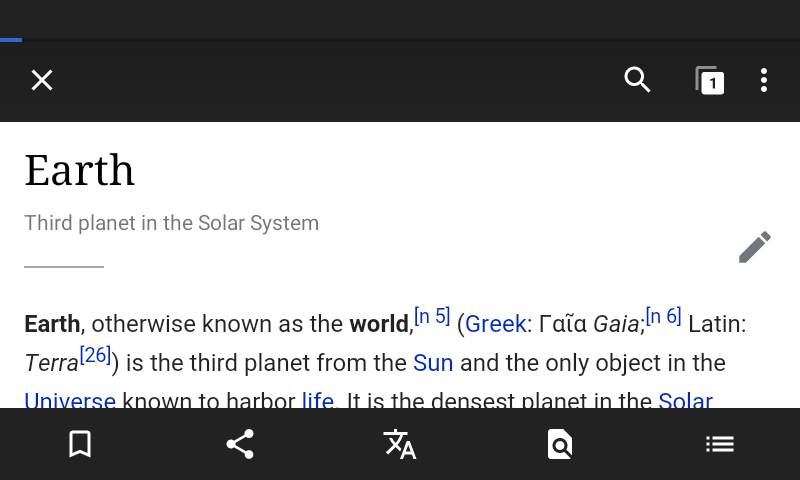 1
Earth
Third planet in the Solar System
Earth, otherwise known as the world,[n 5] (Greek: Γαῖα Gaia;[n 6] Latin:
Terra[26]) is the third planet from the Sun and the only object in the
Universe known to harbor life. It is the densest planet in the Solar